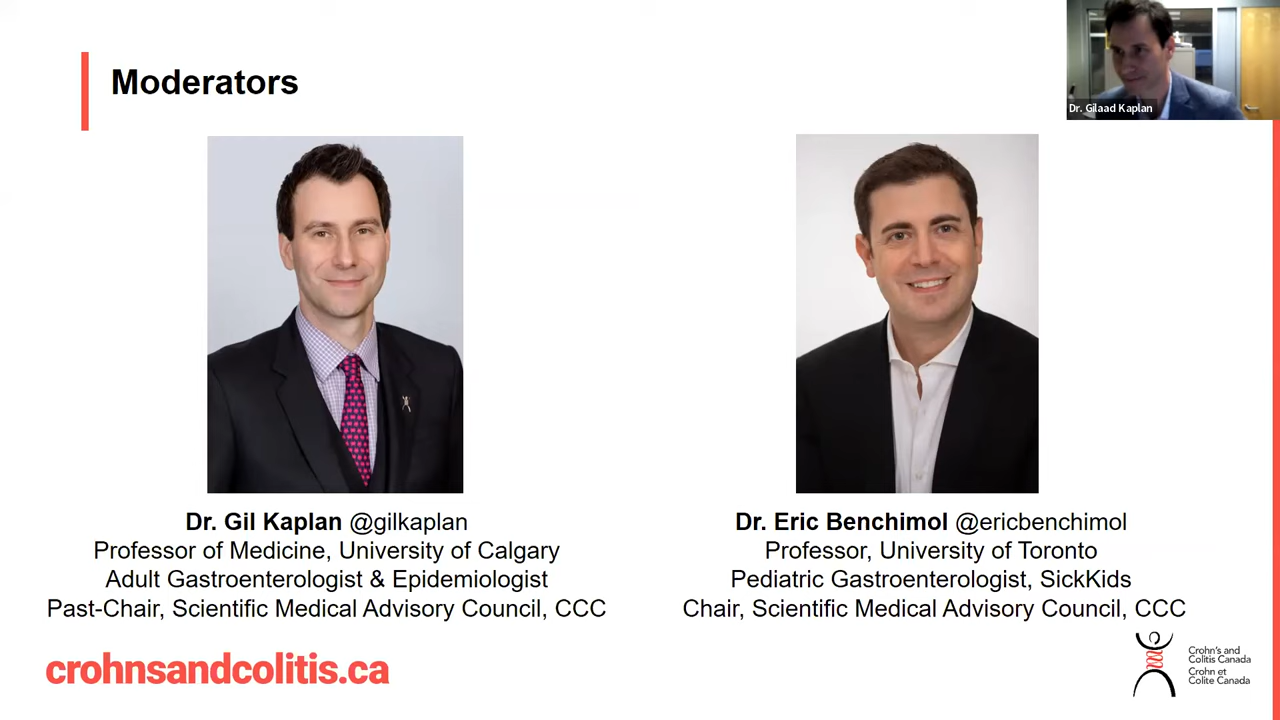 Moderators
Dr. Gilaad Kaplan
Dr. Gil Kaplan @gilkaplan
Professor of Medicine, University of Calgary
Adult Gastroenterologist & Epidemiologist
Past-Chair, Scientific Medical Advisory Council, CCC
Dr. Eric Benchimol @ericbenchimol
Professor, University of Toronto
Pediatric Gastroenterologist, SickKids
Chair, Scientific Medical Advisory Council, CCC
crohnsandcolitis.ca
Crohn's and
Colitis Canada
Crohn et
Colite Canada